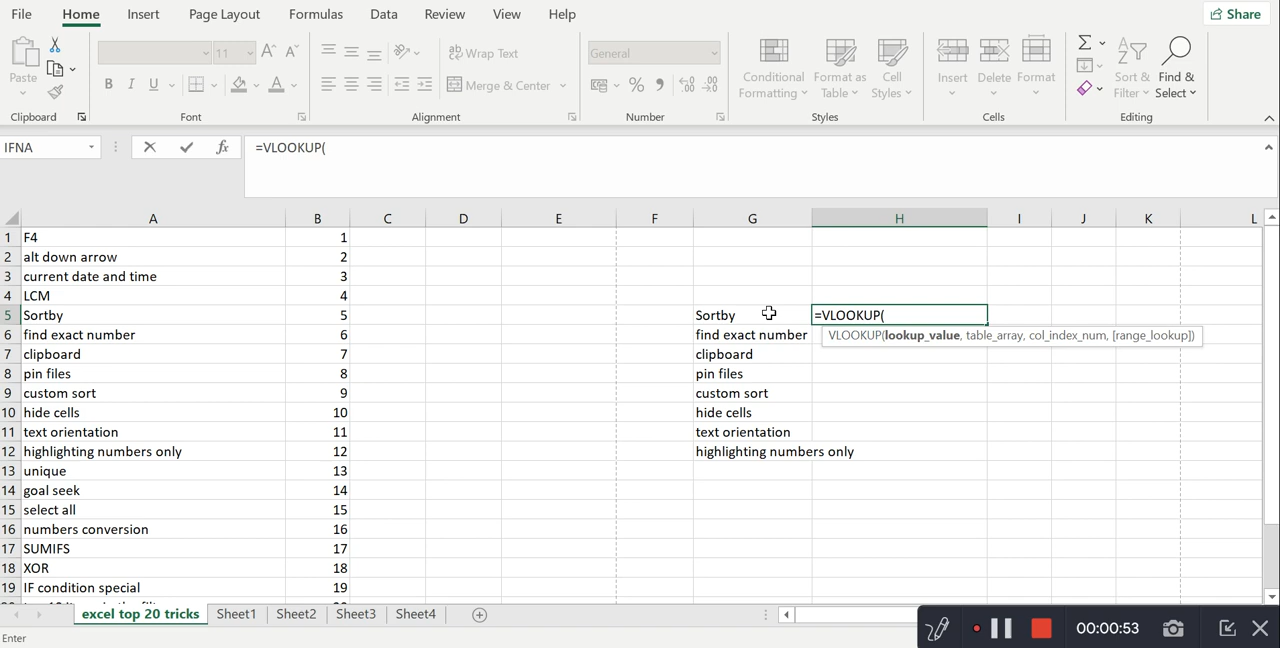 File Home Insert Page Layout Formulas Data Review View Help Share
Paste 11 A A Wrap Text General Conditional Formatting Format as Table Cell Styles Insert Delete Format Sort & Filter Find & Select
B I U A Merge & Center % ,
Clipboard Font Alignment Number Styles Cells Editing
IFNA fx =VLOOKUP(
A B C D E F G H I J K L
1 F4 1
2 alt down arrow 2
3 current date and time 3
4 LCM 4
5 Sortby 5 Sortby =VLOOKUP(
6 find exact number 6 find exact number VLOOKUP(lookup_value, table_array, col_index_num, [range_lookup])
7 clipboard 7 clipboard
8 pin files 8 pin files
9 custom sort 9 custom sort
10 hide cells 10 hide cells
11 text orientation 11 text orientation
12 highlighting numbers only 12 highlighting numbers only
13 unique 13
14 goal seek 14
15 select all 15
16 numbers conversion 16
17 SUMIFS 17
18 XOR 18
19 IF condition special 19
excel top 20 tricks Sheet1 Sheet2 Sheet3 Sheet4
Enter 00:00:53